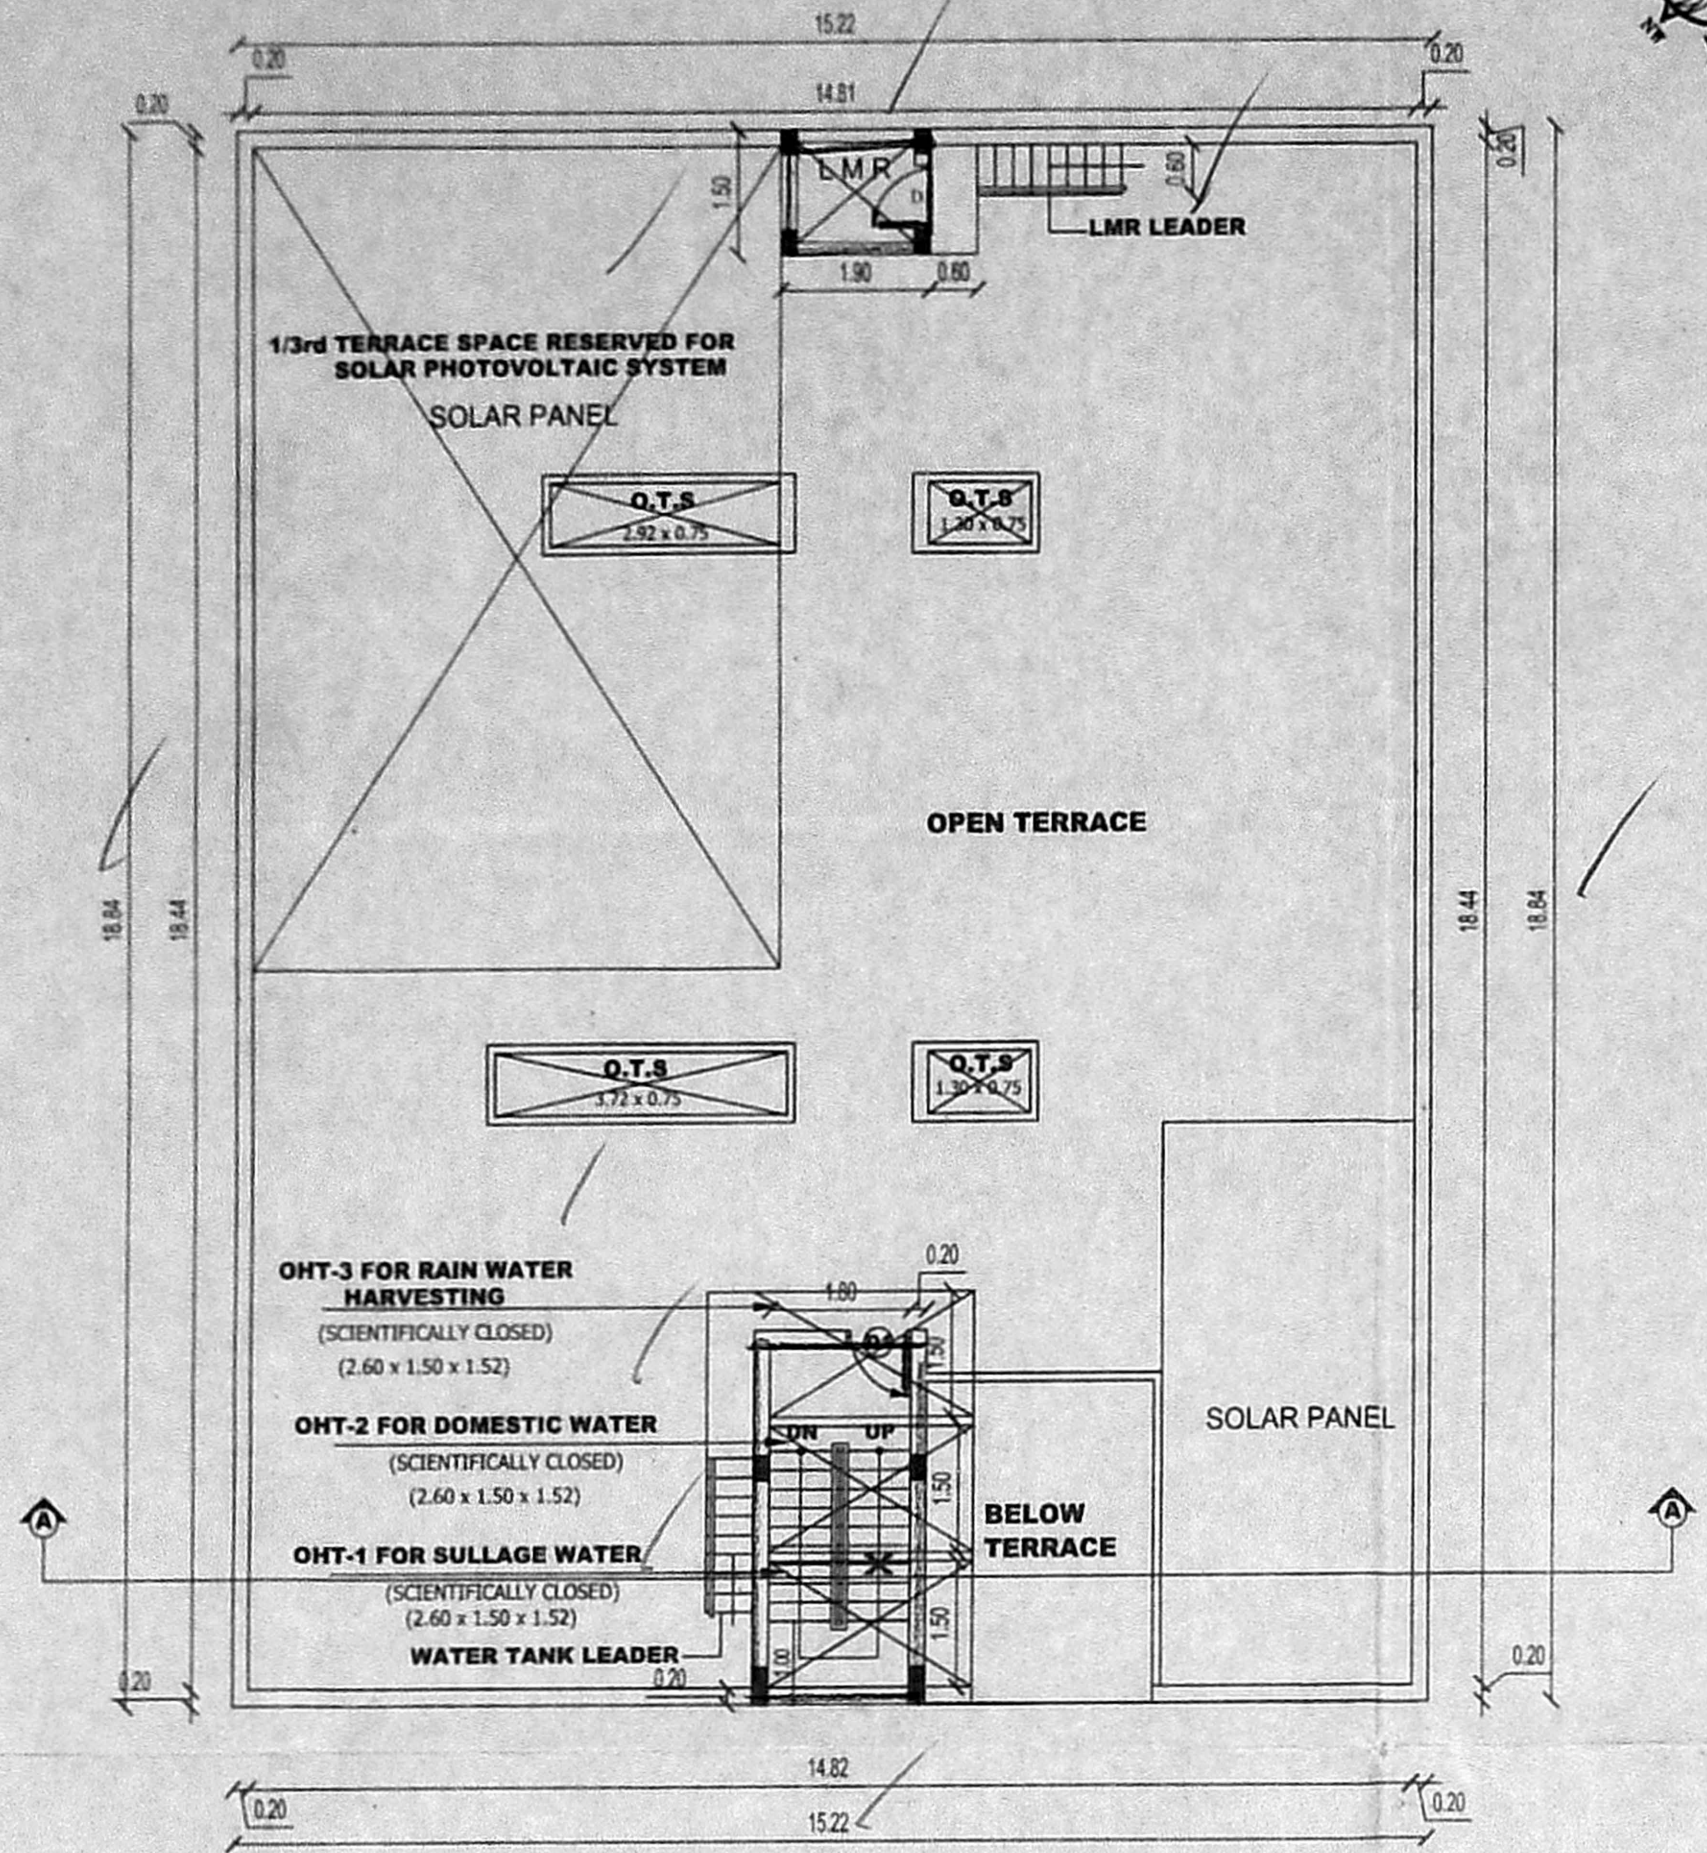 15.22
0.20
0.20
NW
0.20
14.81
0.20
LMR
D
1.50
0.60
LMR LEADER
1.90
0.60
1/3rd TERRACE SPACE RESERVED FOR
SOLAR PHOTOVOLTAIC SYSTEM
SOLAR PANEL
O.T.S
2.92 x 0.75
O.T.S
1.20 x 0.75
OPEN TERRACE
18.84
18.44
18.44
18.84
O.T.S
3.72 x 0.75
O.T.S
1.30 x 0.75
OHT-3 FOR RAIN WATER
HARVESTING
(SCIENTIFICALLY CLOSED)
(2.60 x 1.50 x 1.52)
0.20
1.80
1.50
OHT-2 FOR DOMESTIC WATER
(SCIENTIFICALLY CLOSED)
(2.60 x 1.50 x 1.52)
DN
UP
1.50
SOLAR PANEL
A
A
BELOW
TERRACE
OHT-1 FOR SULLAGE WATER
(SCIENTIFICALLY CLOSED)
(2.60 x 1.50 x 1.52)
1.50
WATER TANK LEADER
1.00
0.20
0.20
0.20
14.82
0.20
0.20
15.22